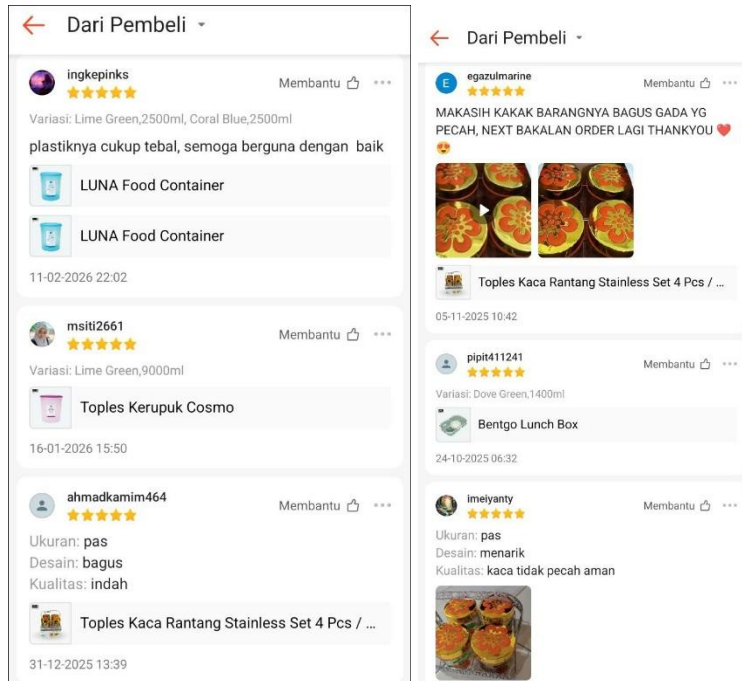 Dari Pembeli
ingkepinks
Membantu
Variasi: Lime Green,2500ml, Coral Blue,2500ml
plastiknya cukup tebal, semoga berguna dengan baik
LUNA Food Container
LUNA Food Container
11-02-2026 22:02
msiti2661
Membantu
Variasi: Lime Green,9000ml
Toples Kerupuk Cosmo
16-01-2026 15:50
ahmadkamim464
Membantu
Ukuran: pas
Desain: bagus
Kualitas: indah
Toples Kaca Rantang Stainless Set 4 Pcs / ...
31-12-2025 13:39
Dari Pembeli
E
egazulmarine
Membantu
MAKASIH KAKAK BARANGNYA BAGUS GADA YG
PECAH, NEXT BAKALAN ORDER LAGI THANKYOU ❤️
😍
Toples Kaca Rantang Stainless Set 4 Pcs / ...
05-11-2025 10:42
pipit411241
Membantu
Variasi: Dove Green,1400ml
Bentgo Lunch Box
24-10-2025 06:32
imeiyanty
Membantu
Ukuran: pas
Desain: menarik
Kualitas: kaca tidak pecah aman